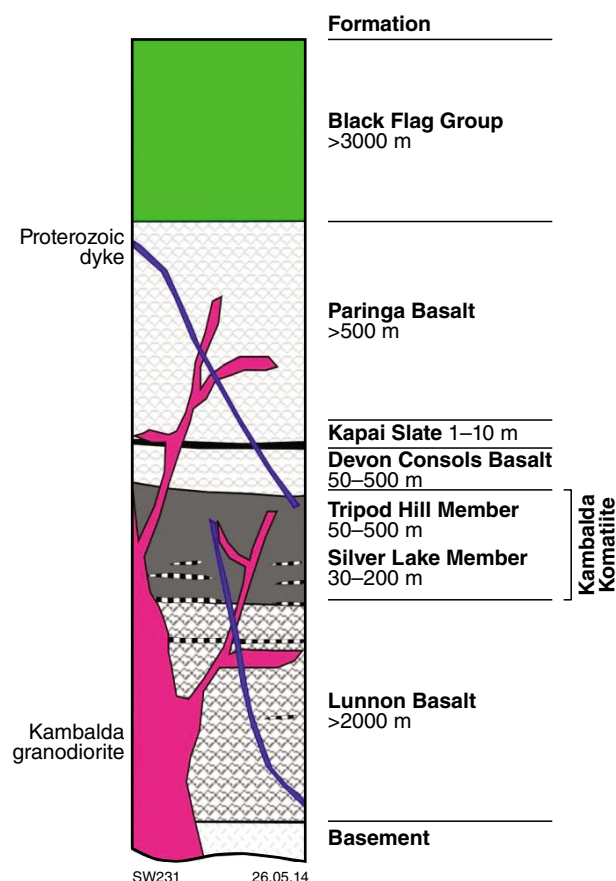 Formation
Black Flag Group
>3000 m
Proterozoic
dyke
Paringa Basalt
>500 m
Kapai Slate 1–10 m
Devon Consols Basalt
50–500 m
Tripod Hill Member
50–500 m
Silver Lake Member
30–200 m
Kambalda
Komatiite
Lunnon Basalt
>2000 m
Kambalda
granodiorite
Basement
SW231 26.05.14